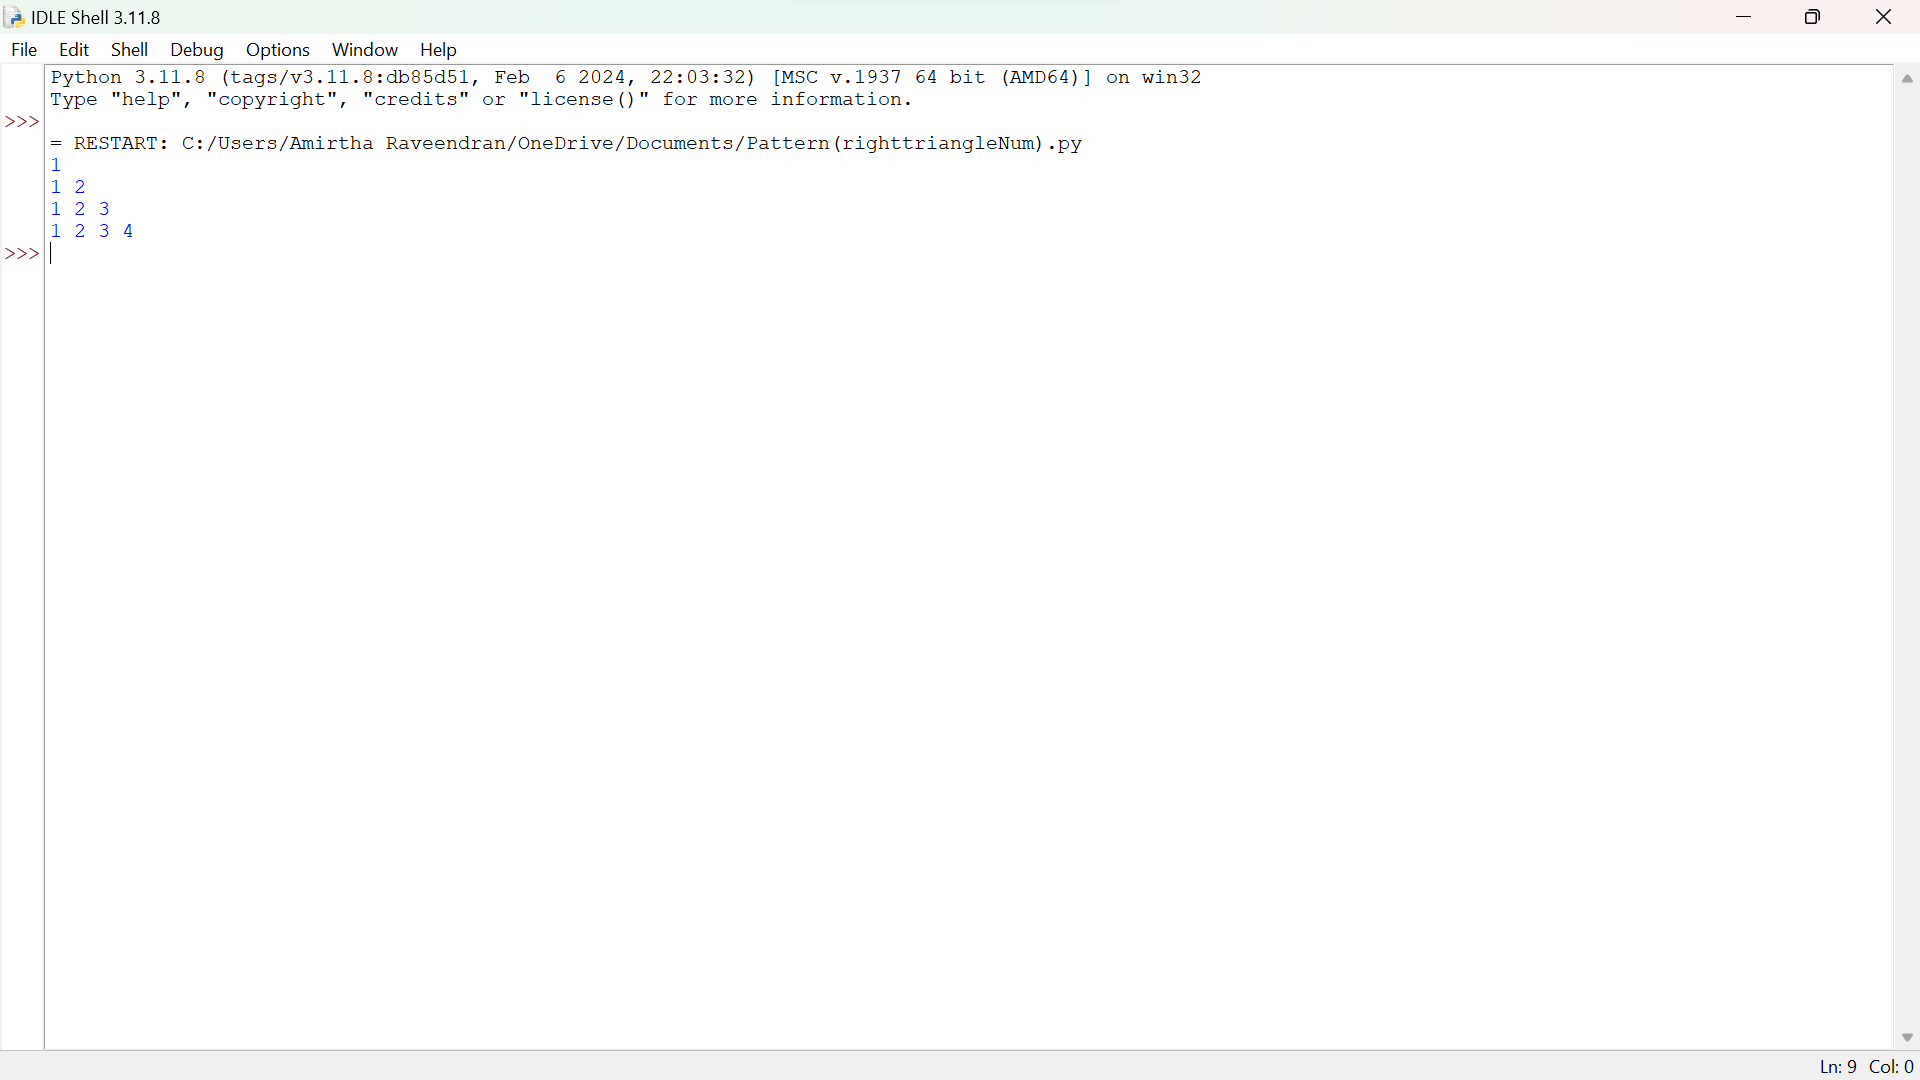 IDLE Shell 3.11.8
File Edit Shell Debug Options Window Help
Python 3.11.8 (tags/v3.11.8:db85d51, Feb  6 2024, 22:03:32) [MSC v.1937 64 bit (AMD64)] on win32
Type "help", "copyright", "credits" or "license()" for more information.
>>>
= RESTART: C:/Users/Amirtha Raveendran/OneDrive/Documents/Pattern(righttriangleNum).py
1
1 2
1 2 3
1 2 3 4
>>>
Ln: 9 Col: 0